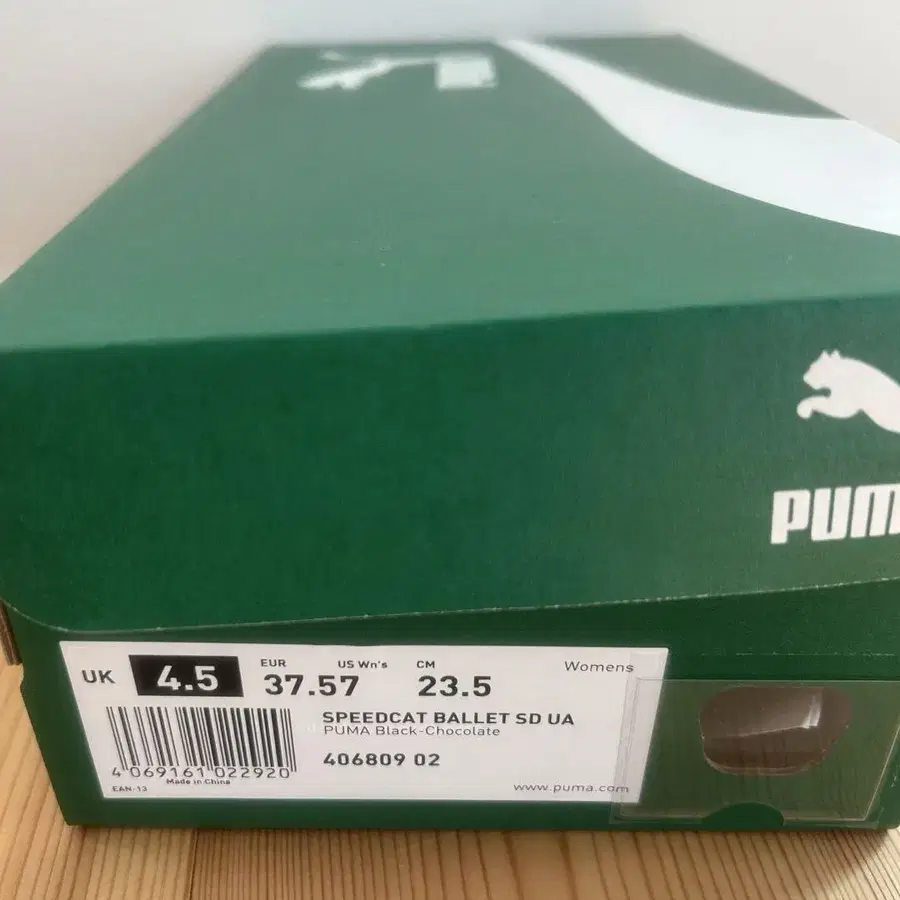 PUM
UK 4.5 EUR 37.5 US Wn's 7 CM 23.5 Womens
SPEEDCAT BALLET SD UA
PUMA Black-Chocolate
406809 02
4 069161 022920
Made in China
EAN-13
www.puma.com